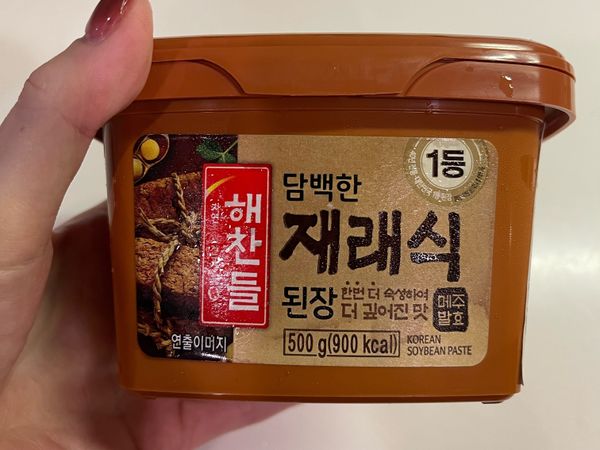 1등
해찬들
담백한
재래식
된장
한번 더 숙성하여
더 깊어진 맛
메주
발효
500 g(900 kcal)
KOREAN
SOYBEAN PASTE
연출이미지